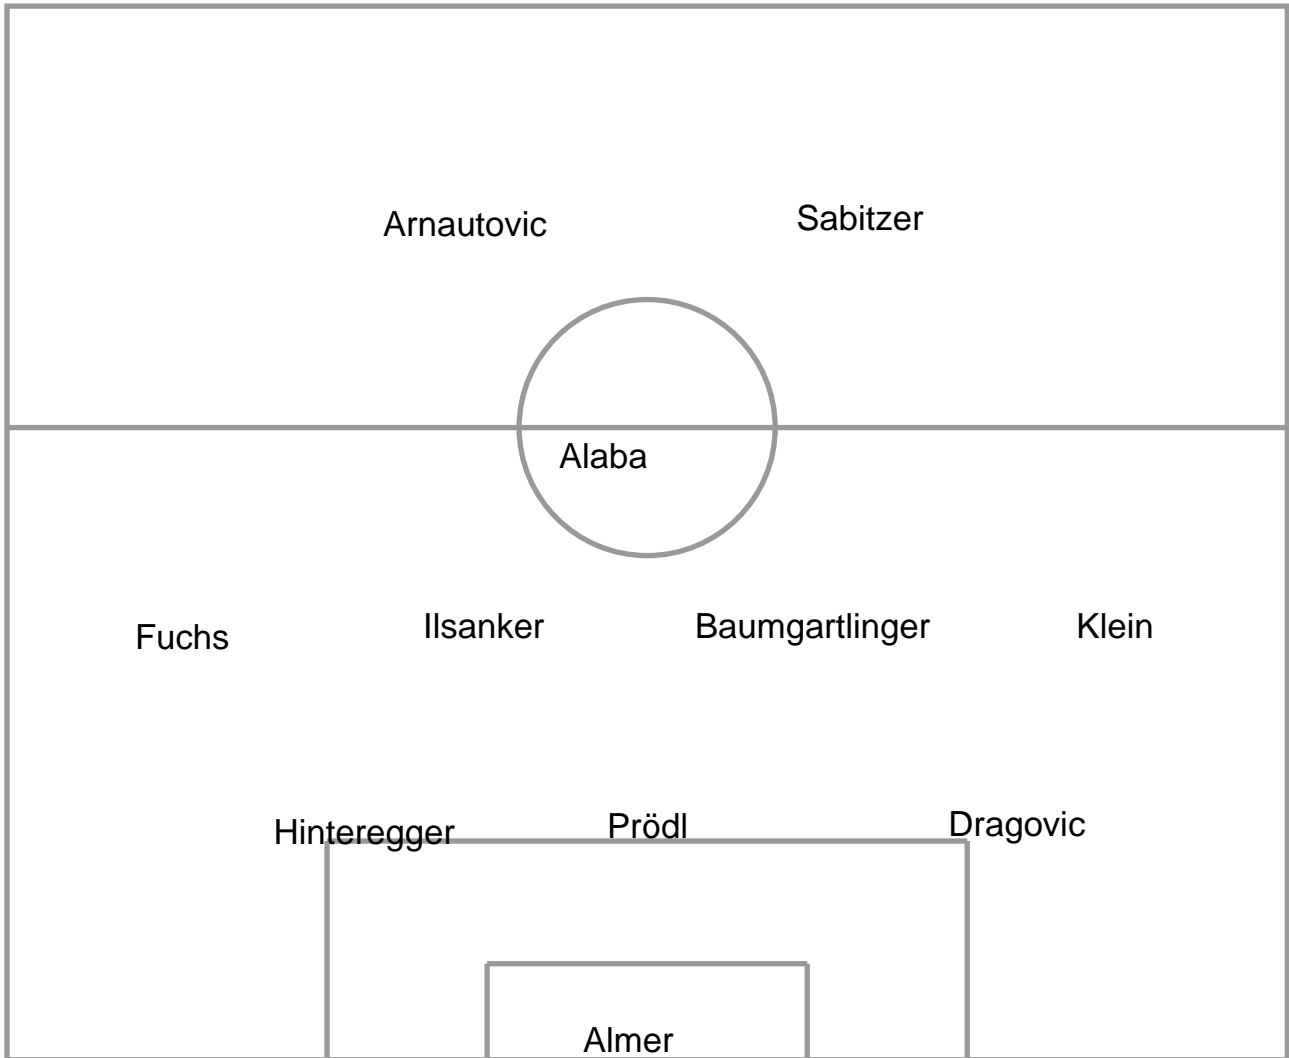 Arnautovic
Sabitzer
Alaba
Fuchs
Ilsanker
Baumgartlinger
Klein
Hinteregger
Prödl
Dragovic
Almer